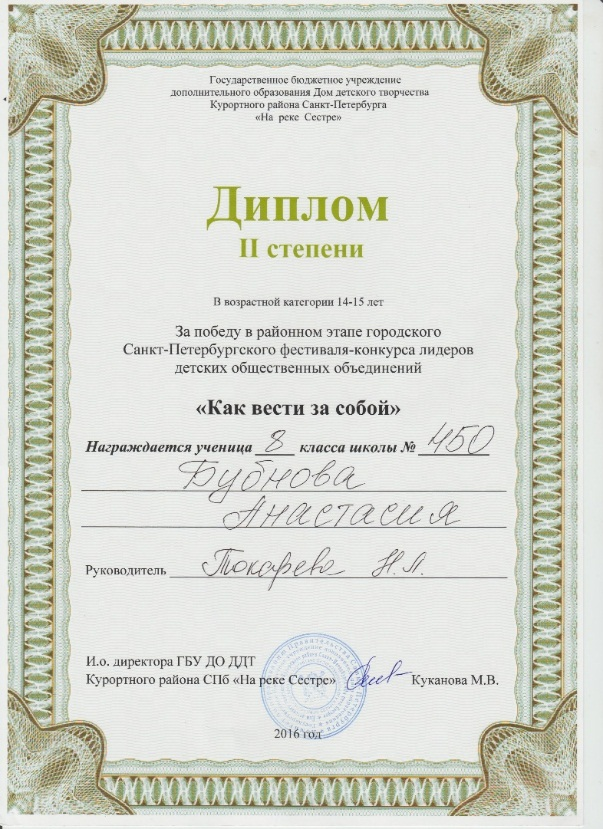 Государственное бюджетное учреждение
дополнительного образования Дом детского творчества
Курортного района Санкт-Петербурга
«На реке Сестре»
Диплом
II степени
В возрастной категории 14-15 лет
За победу в районном этапе городского
Санкт-Петербургского фестиваля-конкурса лидеров
детских общественных объединений
«Как вести за собой»
Награждается ученица 8 класса школы № 450
Бубнова
Анастасия
Руководитель Токарева Н.Л.
И.о. директора ГБУ ДО ДДТ
Курортного района СПб «На реке Сестре» Куканова М.В.
2016 год